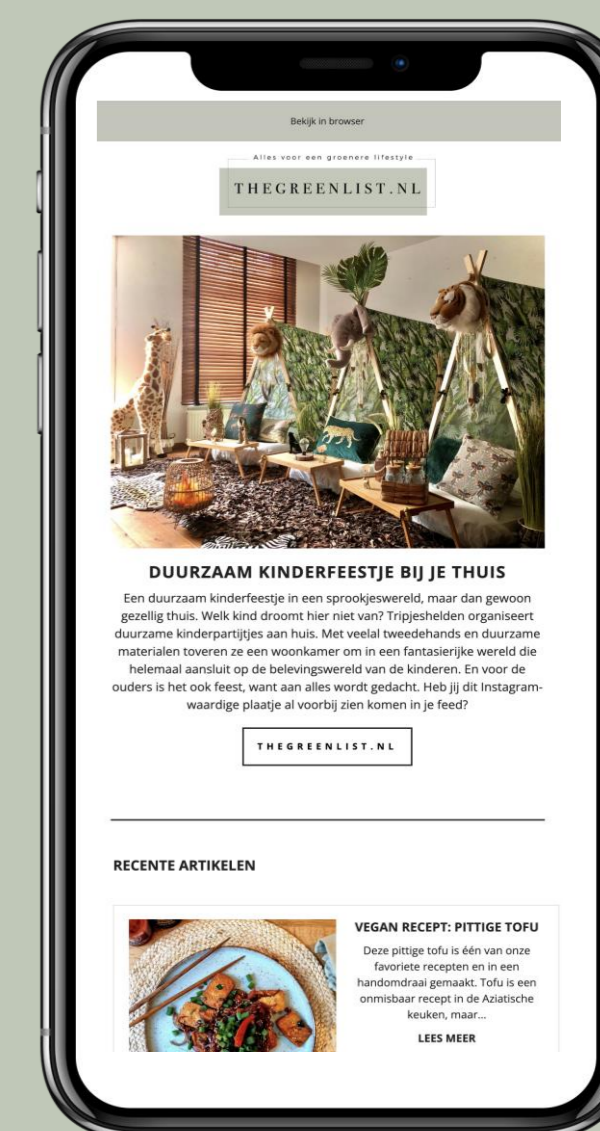 Bekijk in browser
Alles voor een groenere lifestyle
THEGREENLIST.NL
DUURZAAM KINDERFEESTJE BIJ JE THUIS
Een duurzaam kinderfeestje in een sprookjeswereld, maar dan gewoon
gezellig thuis. Welk kind droomt hier niet van? Tripjeshelden organiseert
duurzame kinderpartijtjes aan huis. Met veelal tweedehands en duurzame
materialen toveren ze een woonkamer om in een fantasierijke wereld die
helemaal aansluit op de belevingswereld van de kinderen. En voor de
ouders is het ook feest, want aan alles wordt gedacht. Heb jij dit Instagram-
waardige plaatje al voorbij zien komen in je feed?
THEGREENLIST.NL
RECENTE ARTIKELEN
VEGAN RECEPT: PITTIGE TOFU
Deze pittige tofu is één van onze
favoriete recepten en in een
handomdraai gemaakt. Tofu is een
onmisbaar recept in de Aziatische
keuken, maar...
LEES MEER